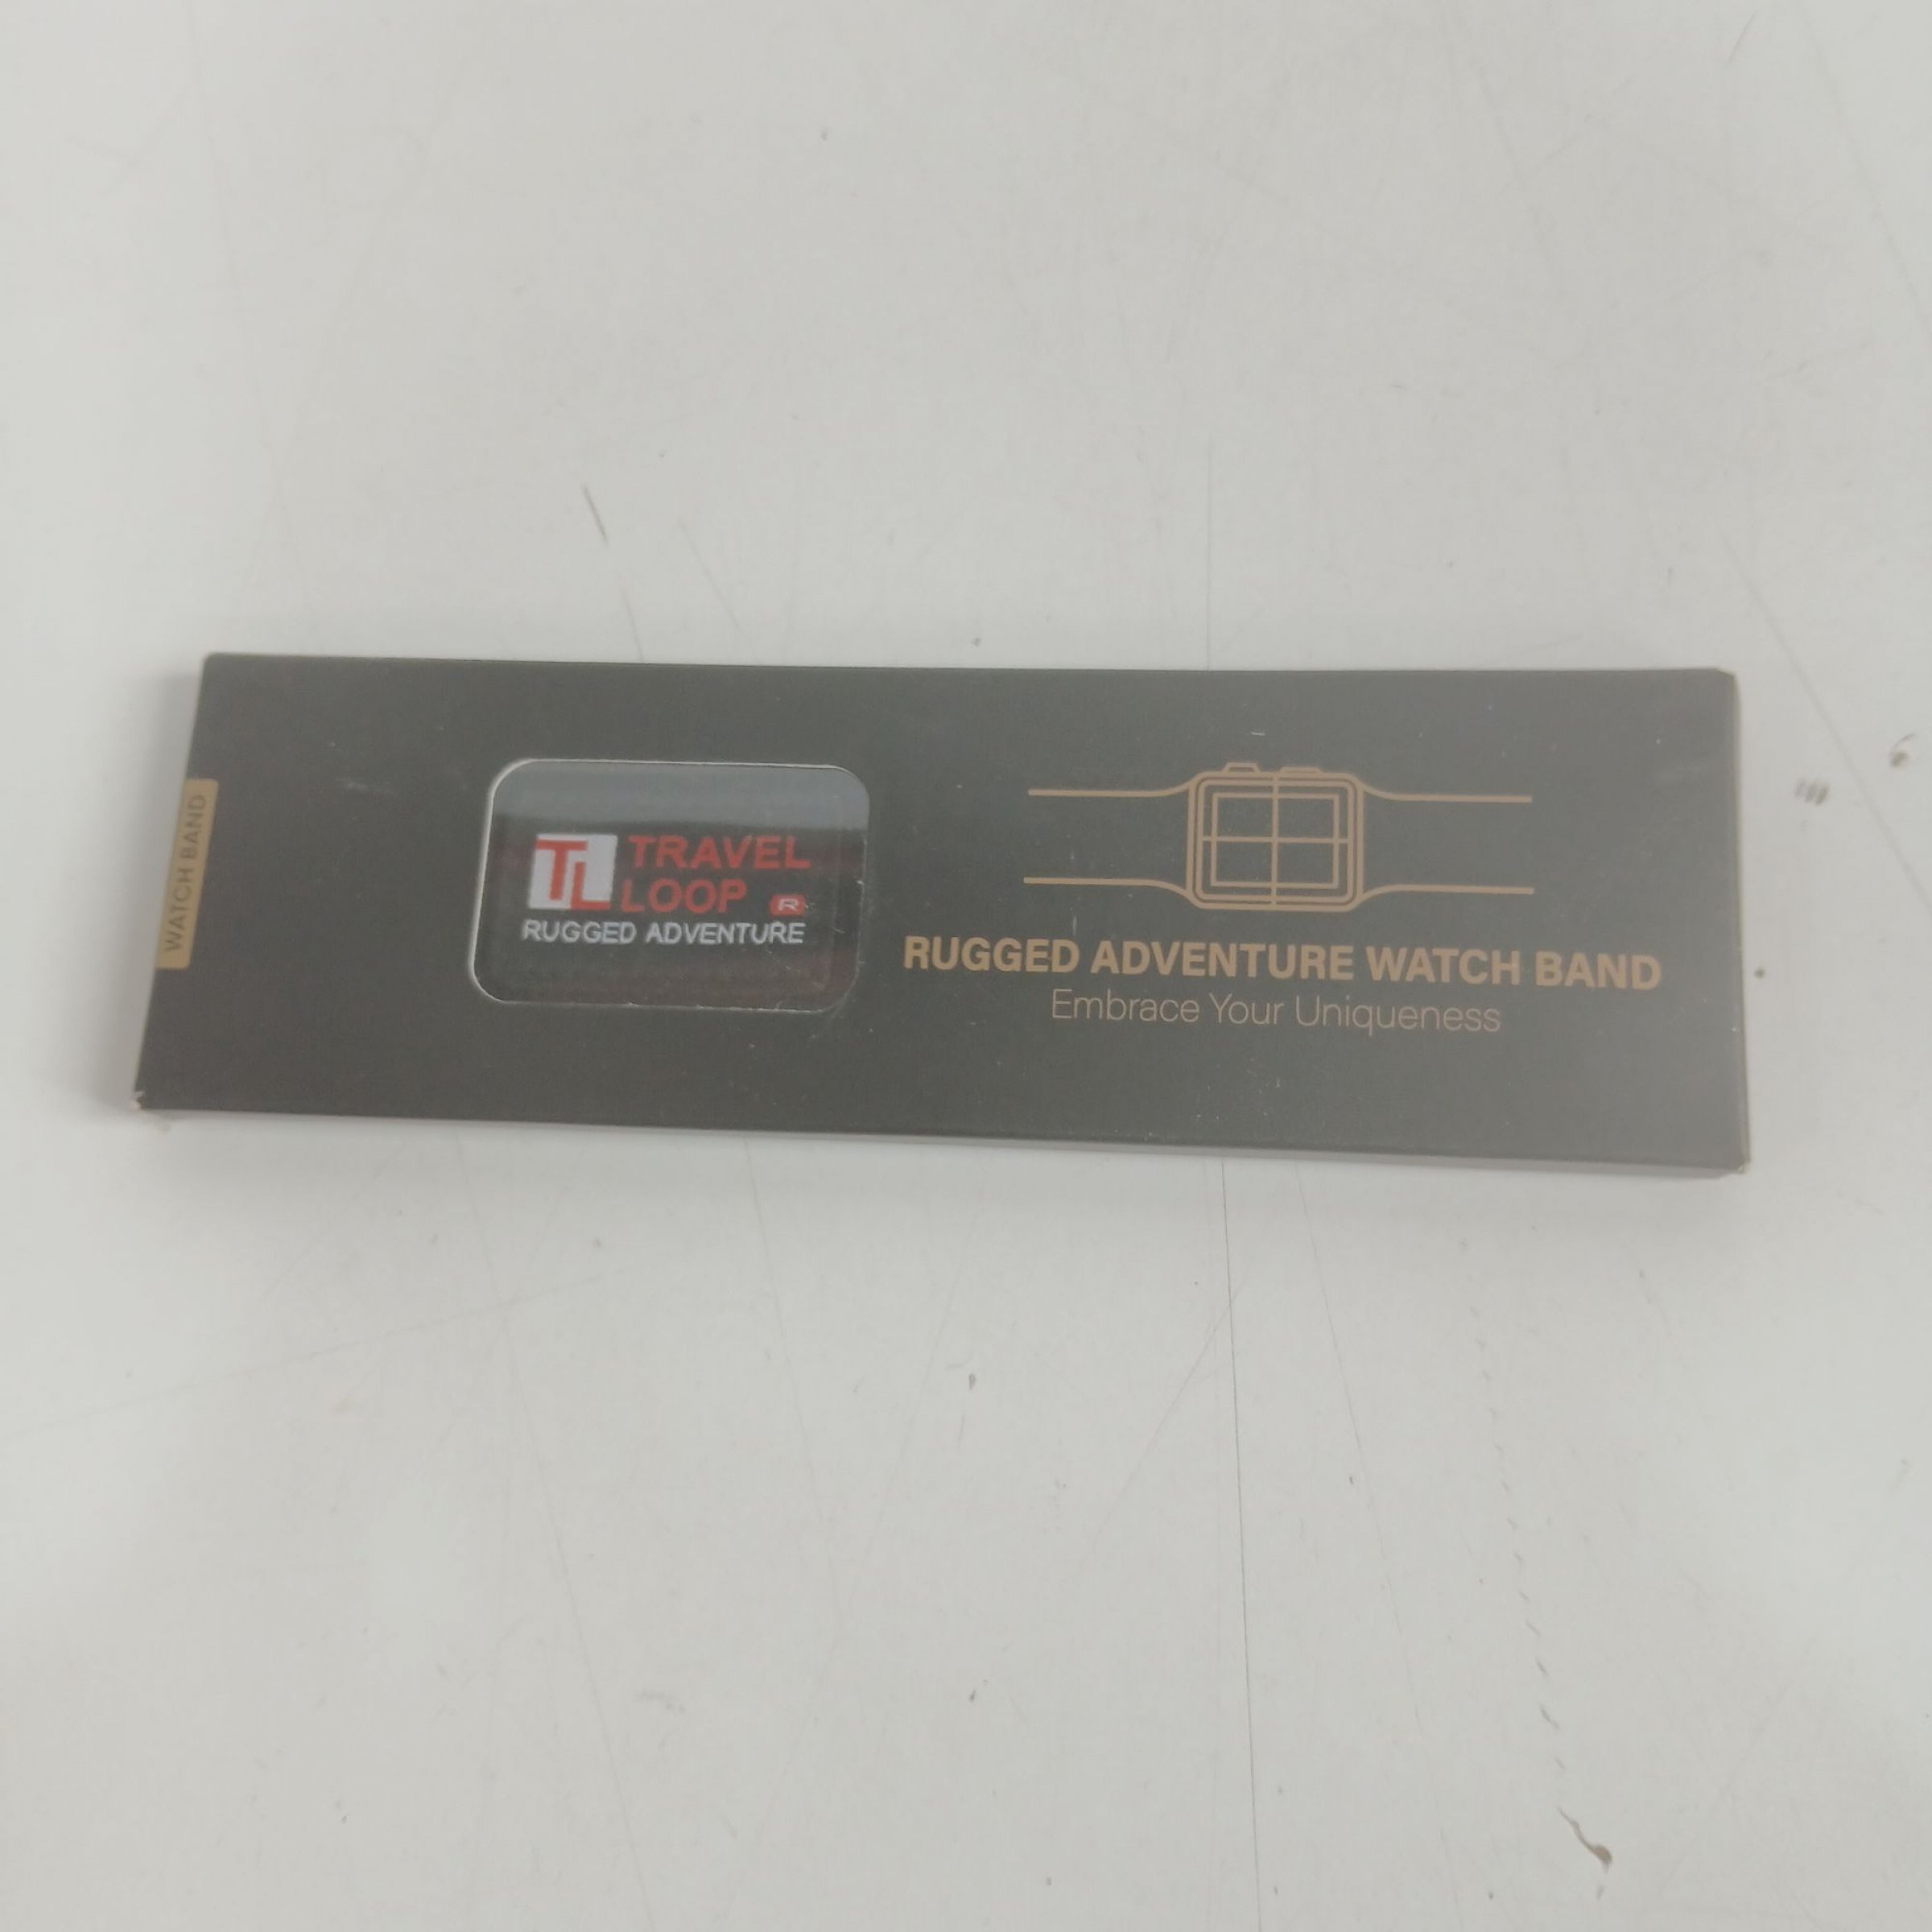 WATCH BAND
TL
TRAVEL
LOOP R
RUGGED ADVENTURE
RUGGED ADVENTURE WATCH BAND
Embrace Your Uniqueness